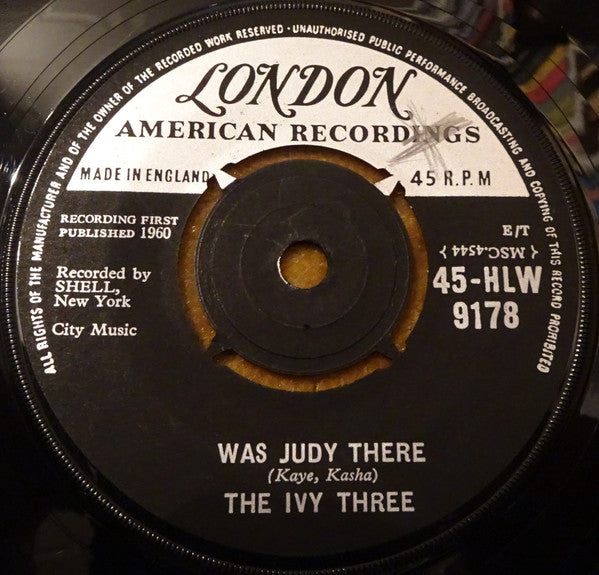 ALL RIGHTS OF THE MANUFACTURER AND OF THE OWNER OF THE RECORDED WORK RESERVED · UNAUTHORISED PUBLIC PERFORMANCE BROADCASTING AND COPYING OF THIS RECORD PROHIBITED
LONDON
AMERICAN RECORDINGS
MADE IN ENGLAND
45 R.P.M
RECORDING FIRST
PUBLISHED 1960
Recorded by
SHELL,
New York
City Music
E/T
{ MSC.4544 }
45-HLW
9178
WAS JUDY THERE
(Kaye, Kasha)
THE IVY THREE